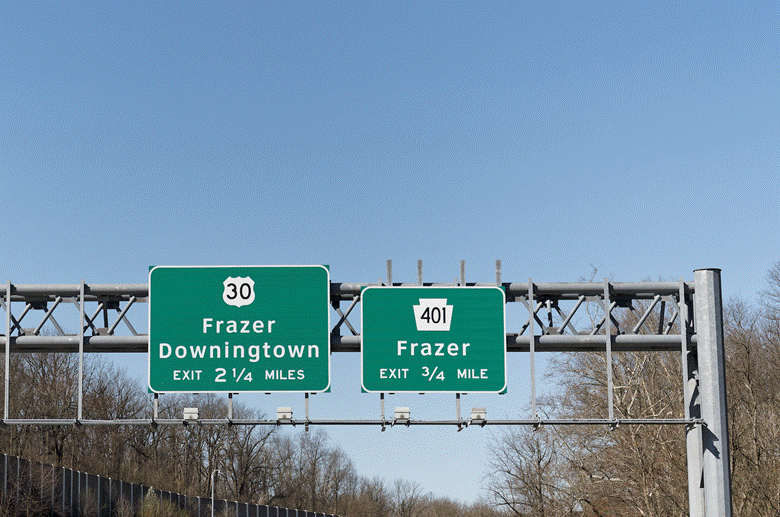 30
Frazer
Downingtown
EXIT 2 1/4 MILES
401
Frazer
EXIT 3/4 MILE